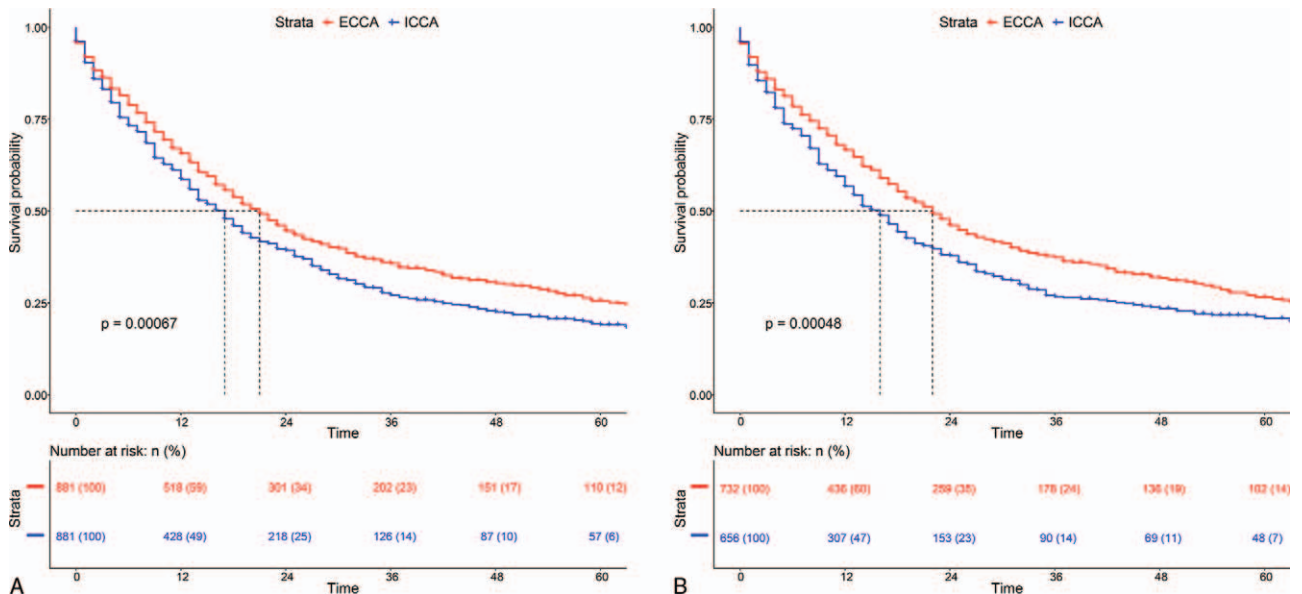 Strata ECCA ICCA
1.00
0.75
0.50
0.25
0.00
Survival probability
p = 0.00067
0 12 24 36 48 60
Time
Number at risk: n (%)
Strata
881 (100) 518 (59) 301 (34) 202 (23) 151 (17) 110 (12)
881 (100) 428 (49) 218 (25) 126 (14) 87 (10) 57 (6)
0 12 24 36 48 60
Time
A
Strata ECCA ICCA
1.00
0.75
0.50
0.25
0.00
Survival probability
p = 0.00048
0 12 24 36 48 60
Time
Number at risk: n (%)
Strata
732 (100) 436 (60) 259 (35) 178 (24) 136 (19) 102 (14)
656 (100) 307 (47) 153 (23) 90 (14) 69 (11) 48 (7)
0 12 24 36 48 60
Time
B